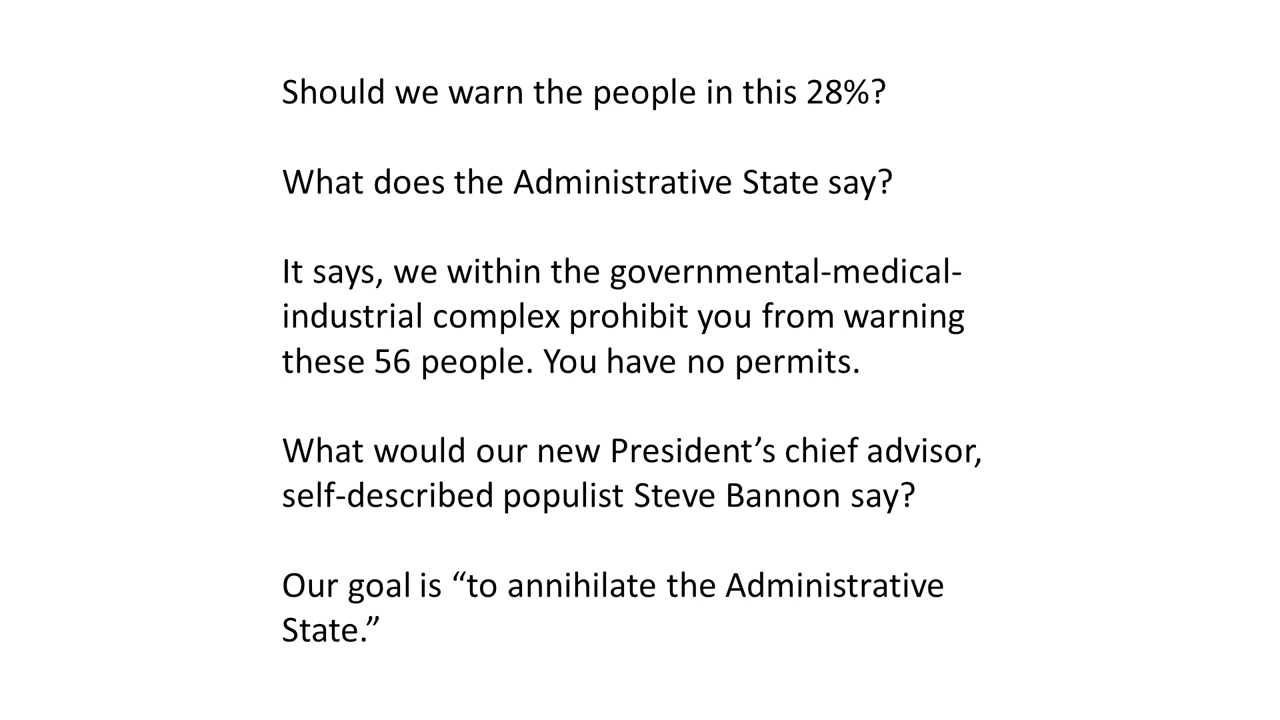 Should we warn the people in this 28%?
What does the Administrative State say?
It says, we within the governmental-medical-
industrial complex prohibit you from warning
these 56 people. You have no permits.
What would our new President’s chief advisor,
self-described populist Steve Bannon say?
Our goal is “to annihilate the Administrative
State.”